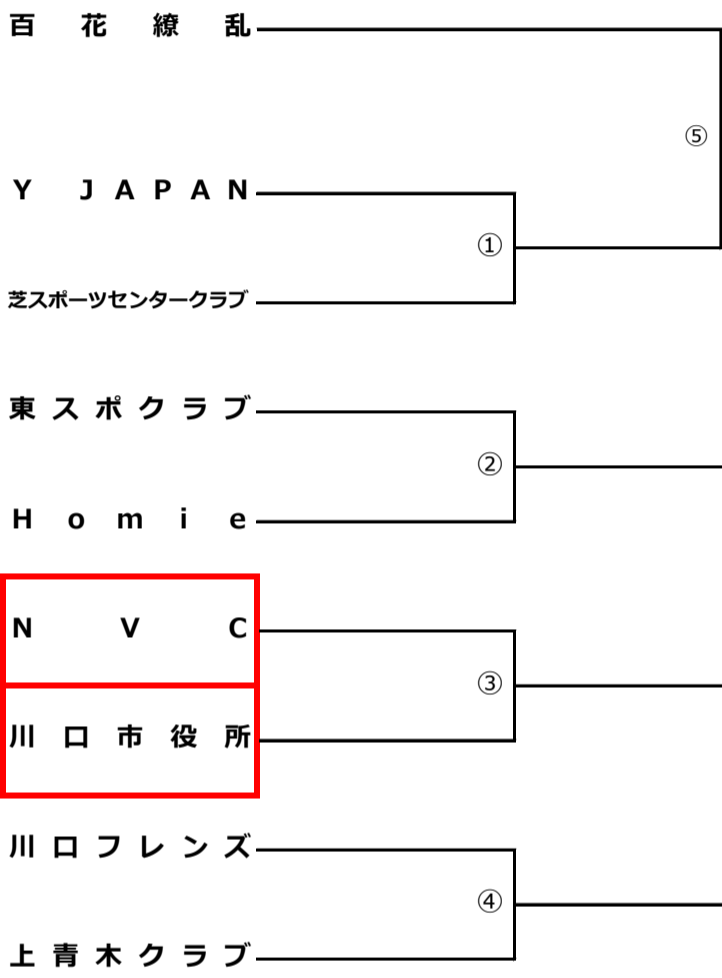 百花繚乱
⑤
Y JAPAN
①
芝スポーツセンタークラブ
東スポクラブ
②
Homie
NVC
③
川口市役所
川口フレンズ
④
上青木クラブ